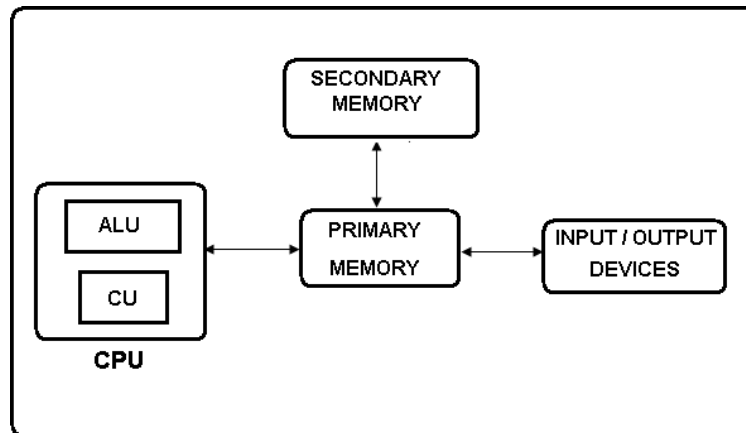 SECONDARY
MEMORY
ALU
CU
CPU
PRIMARY
MEMORY
INPUT / OUTPUT
DEVICES